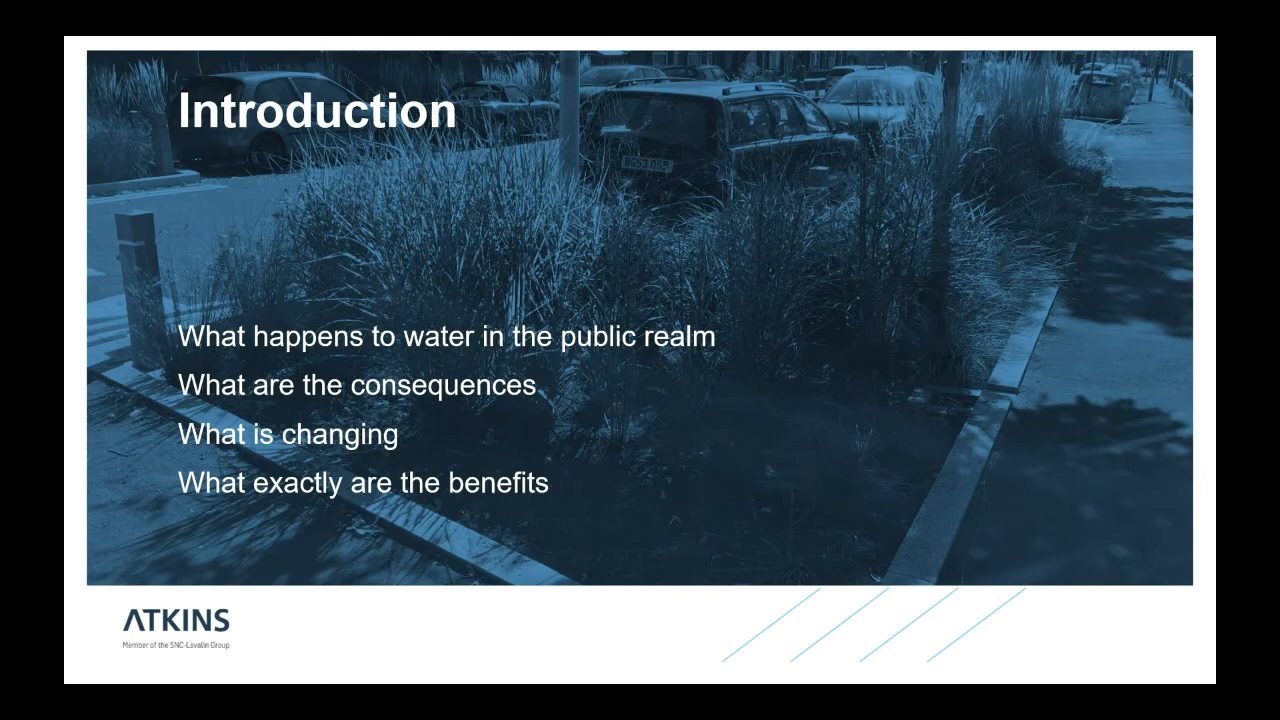 Introduction
What happens to water in the public realm
What are the consequences
What is changing
What exactly are the benefits
ATKINS
Member of the SNC-Lavalin Group